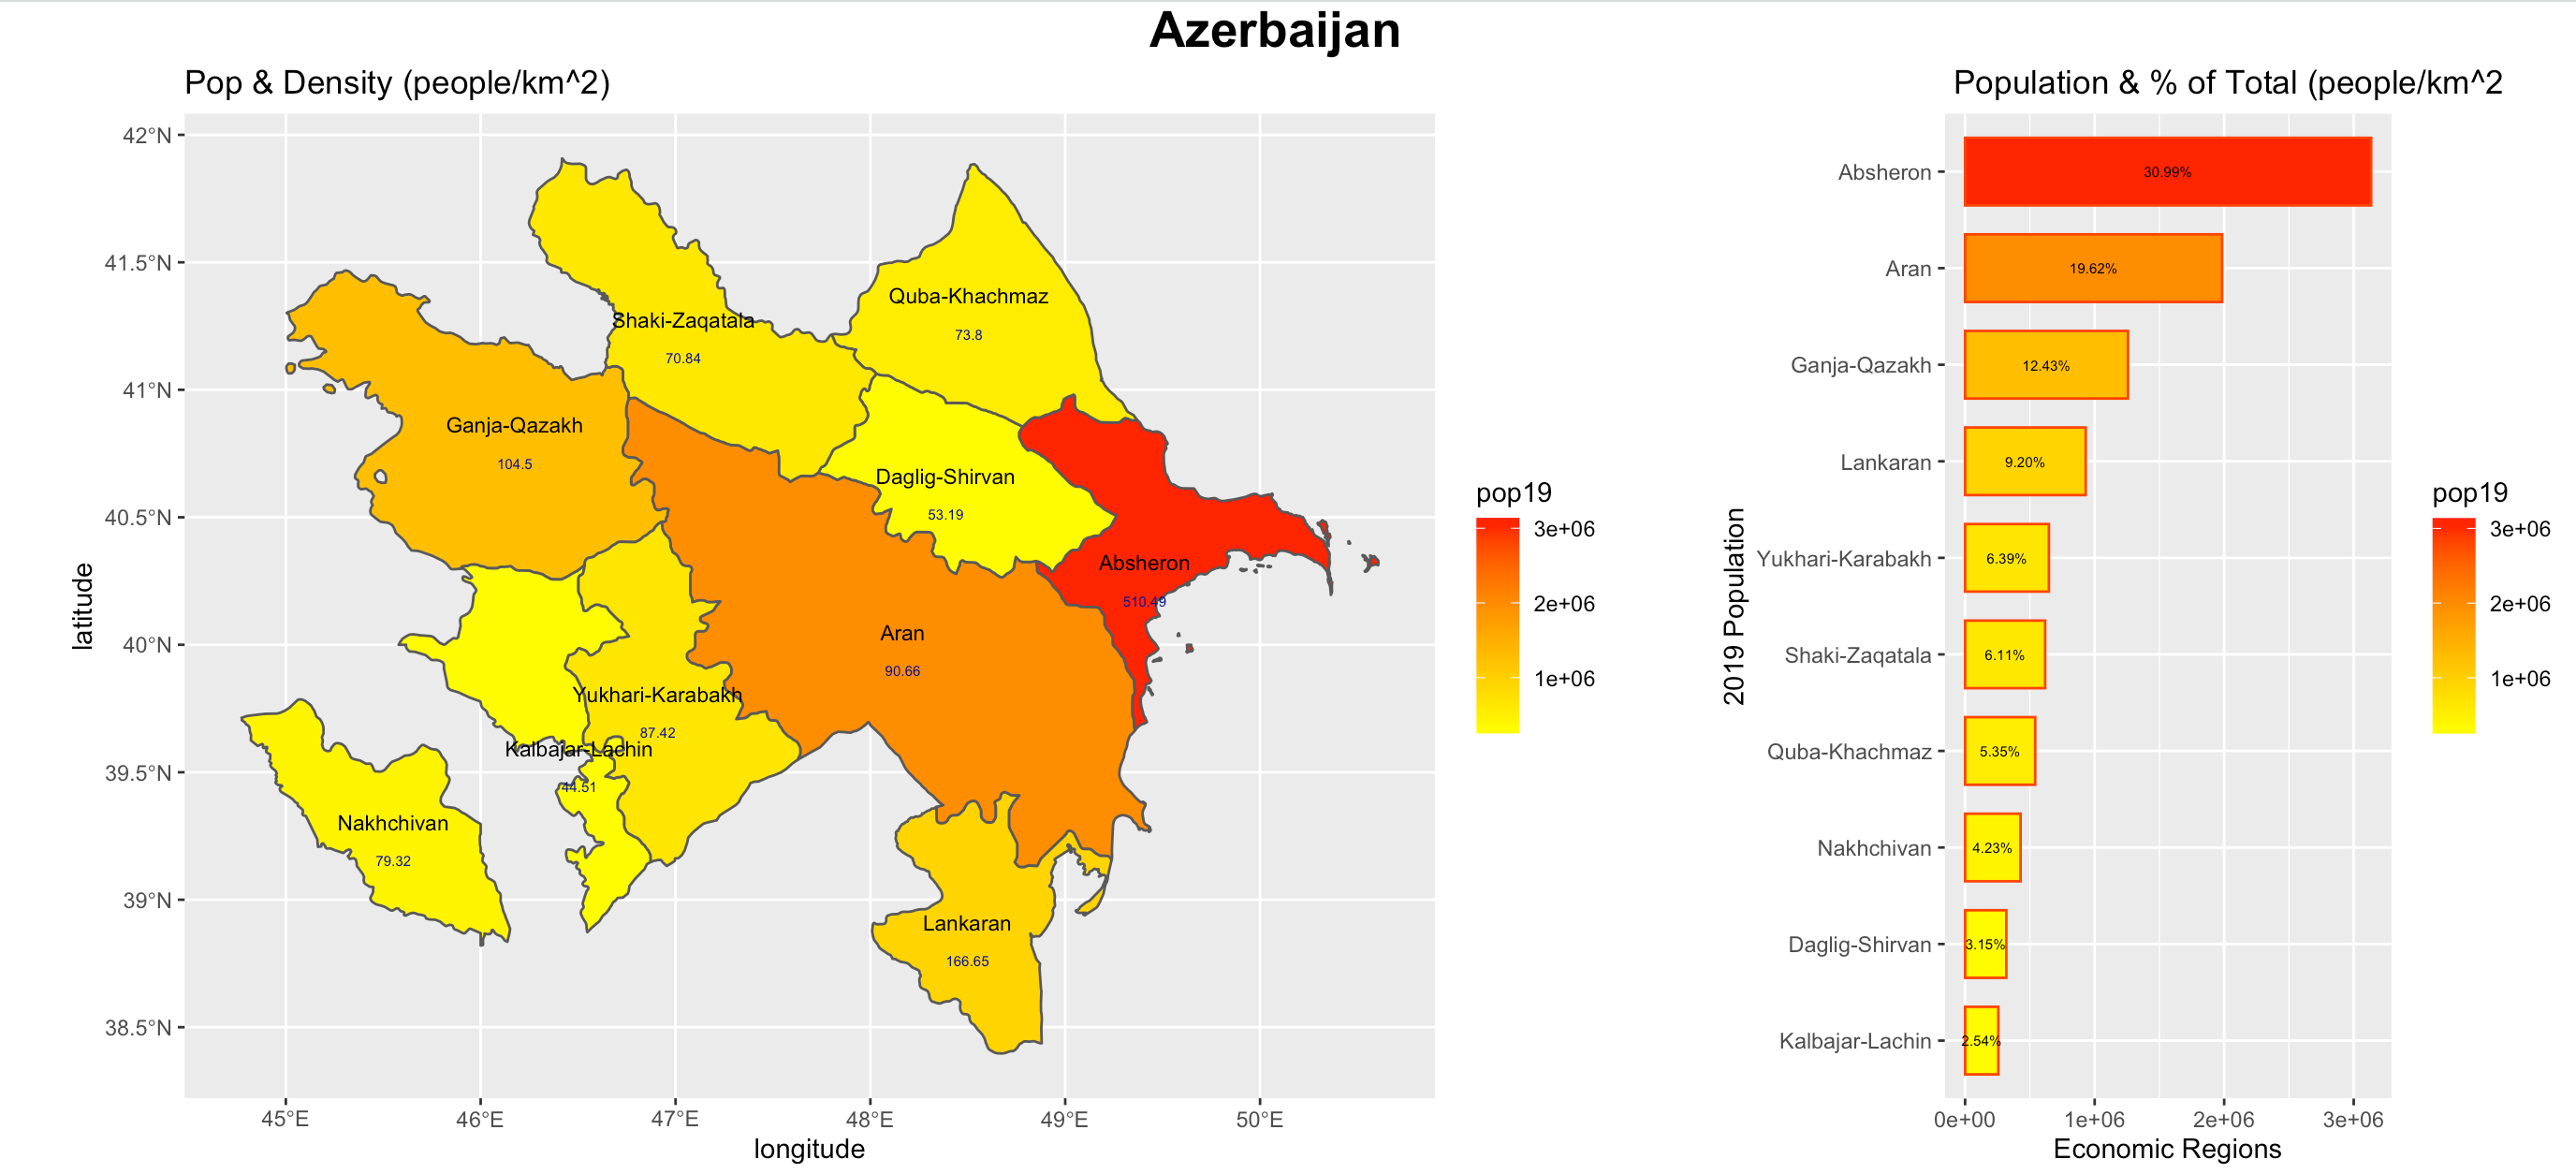 Azerbaijan
Pop & Density (people/km^2)
42°N
41.5°N
41°N
40.5°N
40°N
39.5°N
39°N
38.5°N
latitude
Quba-Khachmaz
73.8
Shaki-Zaqatala
70.84
Ganja-Qazakh
104.5
Daglig-Shirvan
53.19
Absheron
510.49
Aran
90.66
Yukhari-Karabakh
87.42
Kalbajar-Lachin
44.51
Nakhchivan
79.32
Lankaran
166.65
45°E
46°E
47°E
48°E
49°E
50°E
longitude
pop19
3e+06
2e+06
1e+06
Population & % of Total (people/km^2
2019 Population
Absheron
30.99%
Aran
19.62%
Ganja-Qazakh
12.43%
Lankaran
9.20%
Yukhari-Karabakh
6.39%
Shaki-Zaqatala
6.11%
Quba-Khachmaz
5.35%
Nakhchivan
4.23%
Daglig-Shirvan
3.15%
Kalbajar-Lachin
2.54%
0e+00
1e+06
2e+06
3e+06
Economic Regions
pop19
3e+06
2e+06
1e+06